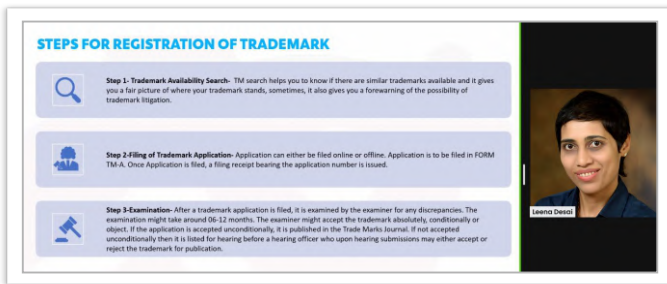 STEPS FOR REGISTRATION OF TRADEMARK
Step 1- Trademark Availability Search- TM search helps you to know if there are similar trademarks available and it gives
you a fair picture of where your trademark stands, sometimes, it also gives you a forewarning of the possibility of
trademark litigation.
Step 2-Filing of Trademark Application- Application can either be filed online or offline. Application is to be filed in FORM
TM-A. Once Application is filed, a filing receipt bearing the application number is issued.
Step 3-Examination- After a trademark application is filed, it is examined by the examiner for any discrepancies. The
examination might take around 06-12 months. The examiner might accept the trademark absolutely, conditionally or
object. If the application is accepted unconditionally, it is published in the Trade Marks Journal. If not accepted
unconditionally then it is listed for hearing before a hearing officer who upon hearing submissions may either accept or
reject the trademark for publication.
Leena Desai